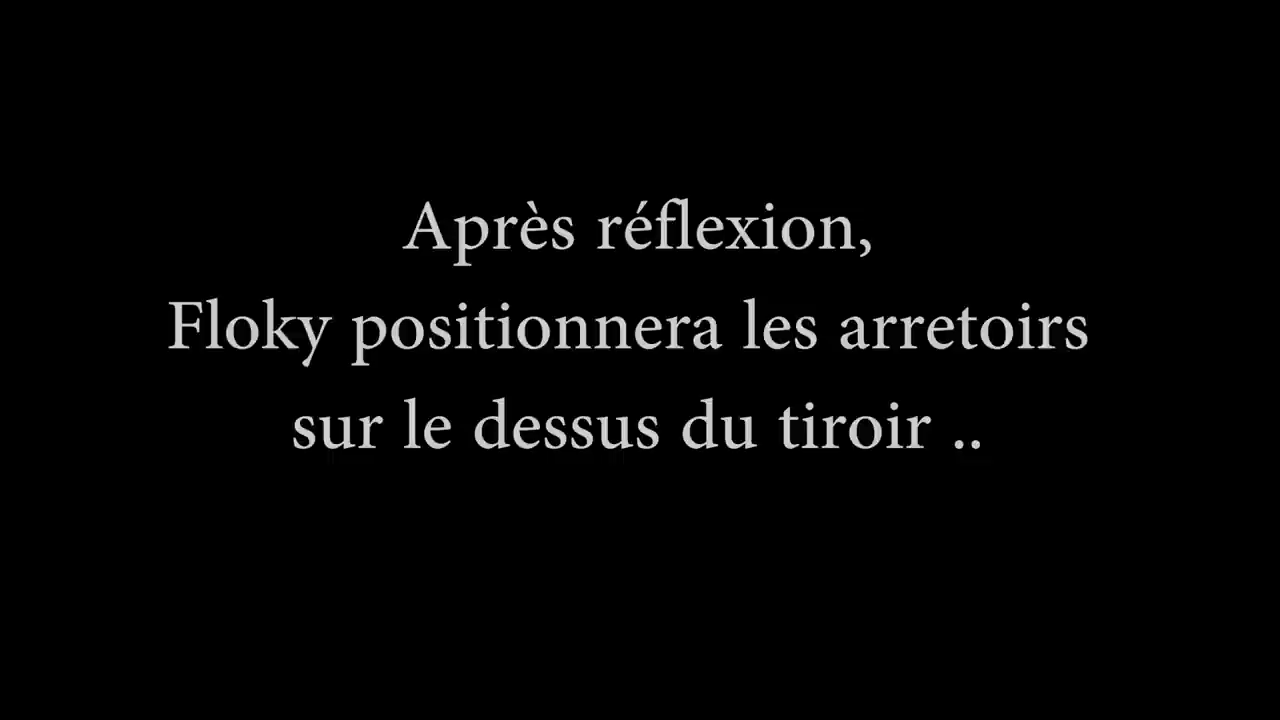 Après réflexion,
Floky positionnera les arretoirs
sur le dessus du tiroir ..